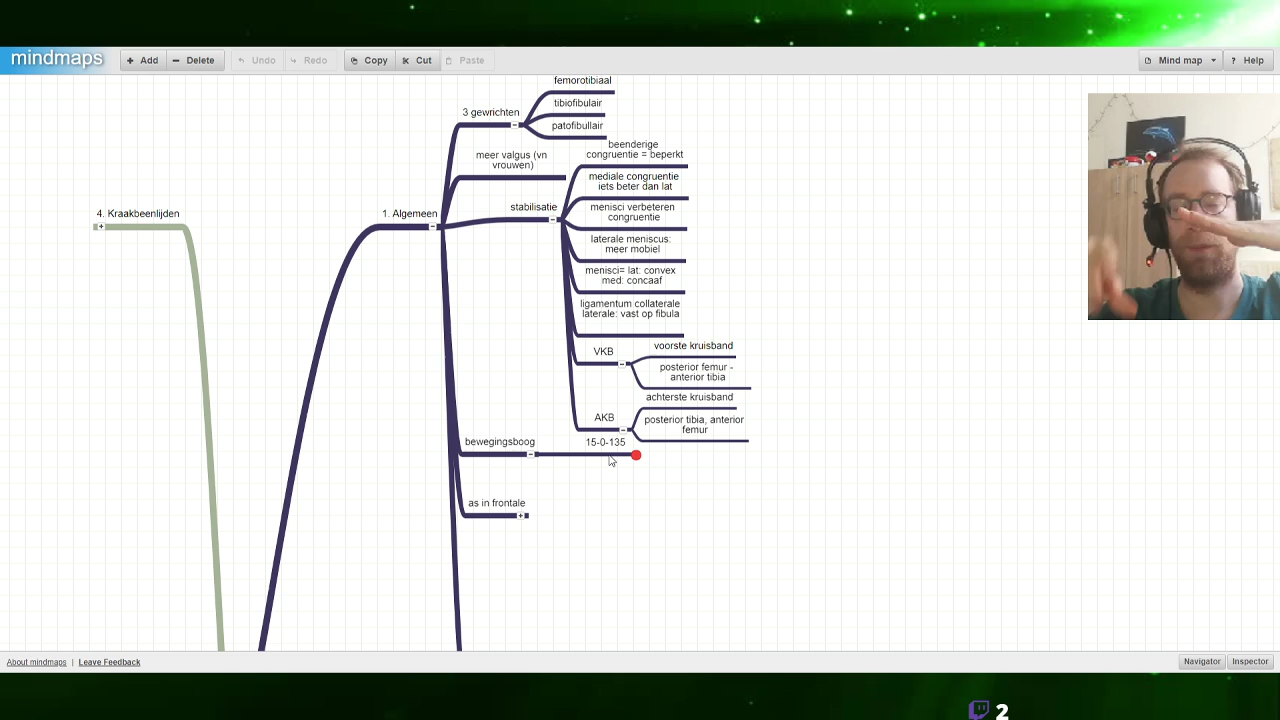 mindmaps
Add
Delete
Undo
Redo
Copy
Cut
Paste
Mind map
Help
femorotibiaal
3 gewrichten
tibiofibulair
patofibullair
meer valgus (vn
vrouwen)
beenderige
congruentie = beperkt
mediale congruentie
iets beter dan lat
4. Kraakbeenlijden
1. Algemeen
stabilisatie
menisci verbeteren
congruentie
laterale meniscus:
meer mobiel
menisci= lat: convex
med: concaaf
ligamentum collaterale
laterale: vast op fibula
VKB
voorste kruisband
posterior femur -
anterior tibia
AKB
achterste kruisband
posterior tibia, anterior
femur
bewegingsboog
15-0-135
as in frontale
About mindmaps | Leave Feedback
Navigator
Inspector
2